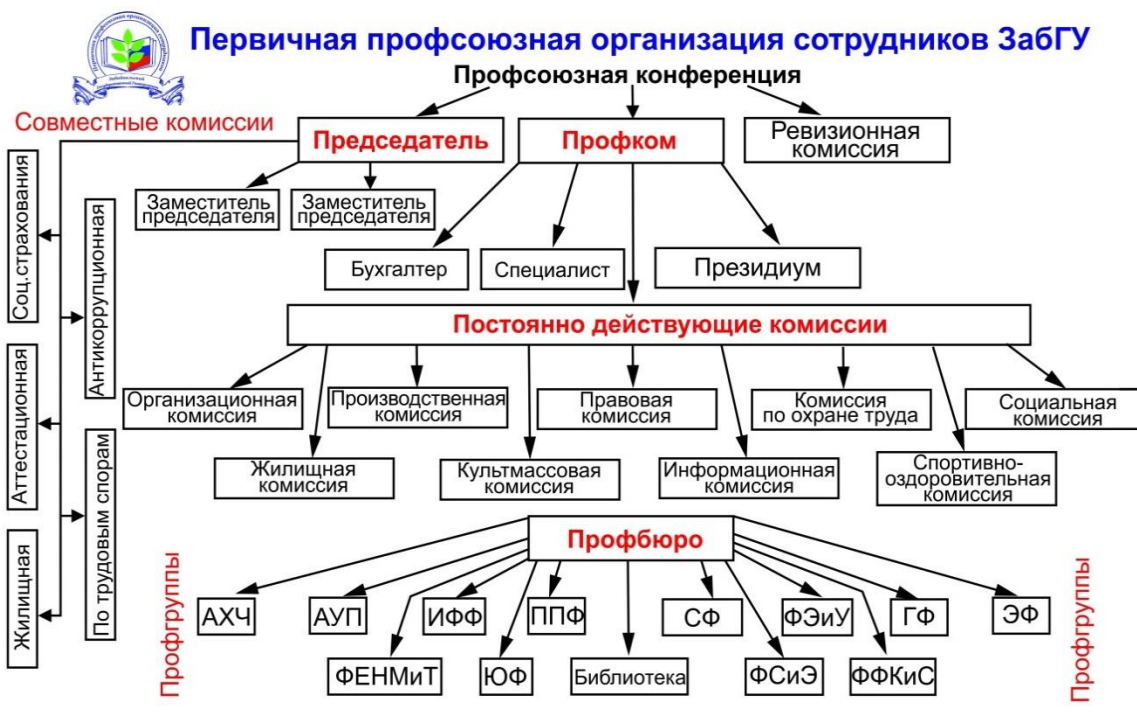 Первичная профсоюзная организация сотрудников ЗабГУ
Профсоюзная конференция
Совместные комиссии
Председатель
Профком
Ревизионная
комиссия
Заместитель
председателя
Заместитель
председателя
Соц.страхования
Антикоррупционная
Аттестационная
По трудовым спорам
Жилищная
Бухгалтер
Специалист
Президиум
Постоянно действующие комиссии
Организационная
комиссия
Производственная
комиссия
Правовая
комиссия
Комиссия
по охране труда
Социальная
комиссия
Жилищная
комиссия
Культмассовая
комиссия
Информационная
комиссия
Спортивно-
оздоровительная
комиссия
Профбюро
Профгруппы
Профгруппы
АХЧ
АУП
ИФФ
ППФ
СФ
ФЭиУ
ГФ
ЭФ
ФЕНМиТ
ЮФ
Библиотека
ФСиЭ
ФФКиС